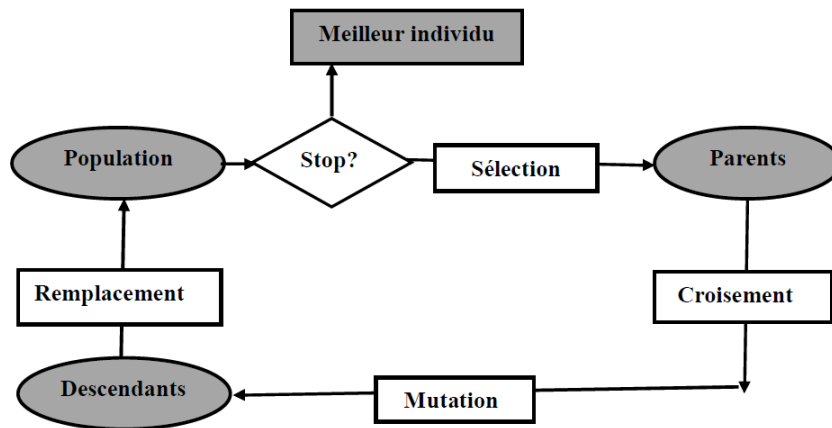 Meilleur individu
Population
Stop?
Sélection
Parents
Remplacement
Croisement
Descendants
Mutation